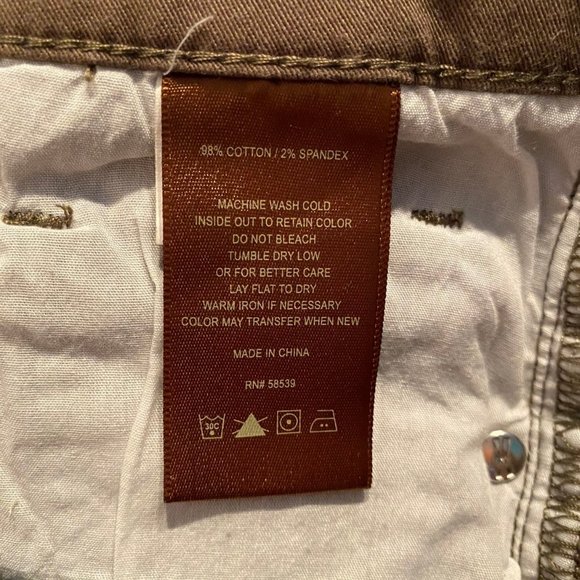 98% COTTON / 2% SPANDEX
MACHINE WASH COLD
INSIDE OUT TO RETAIN COLOR
DO NOT BLEACH
TUMBLE DRY LOW
OR FOR BETTER CARE
LAY FLAT TO DRY
WARM IRON IF NECESSARY
COLOR MAY TRANSFER WHEN NEW
MADE IN CHINA
RN# 58539
30C